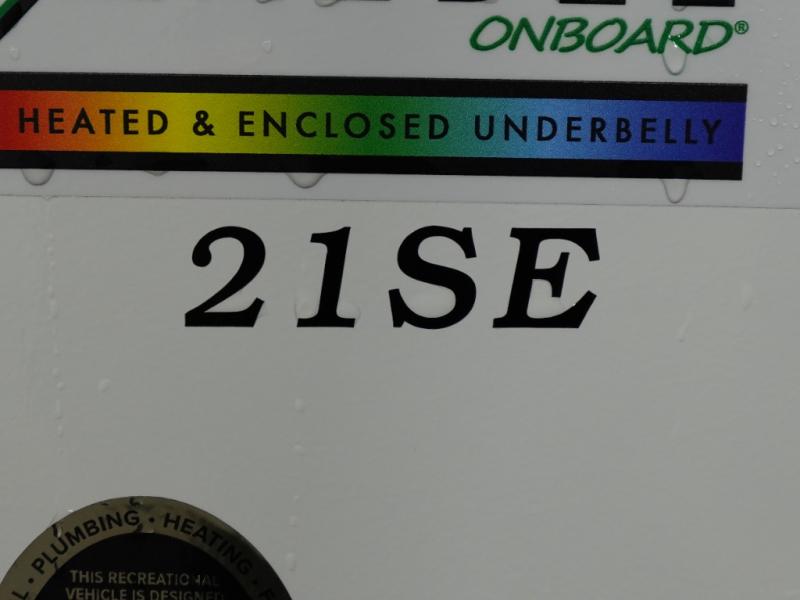 ONBOARD®
HEATED & ENCLOSED UNDERBELLY
21SE
• PLUMBING • HEATING •
THIS RECREATIONAL
VEHICLE IS DESIGNED